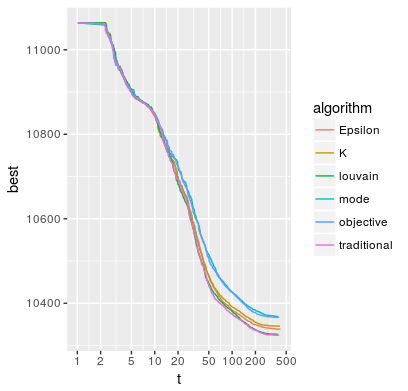 11000
10800
10600
10400
best
1 2 5 10 20 50 100 200 500
t
algorithm
Epsilon
K
louvain
mode
objective
traditional